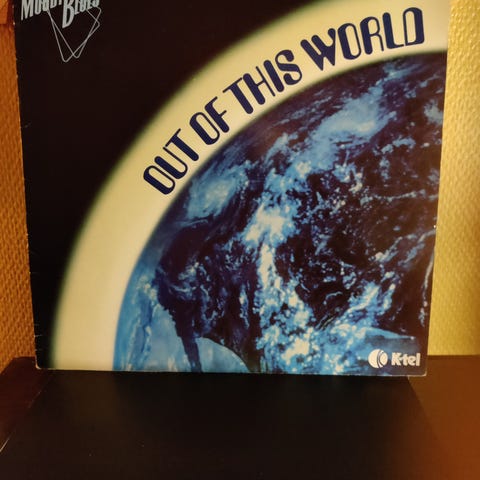 Moody
Blues
OUT OF THIS WORLD
K-tel